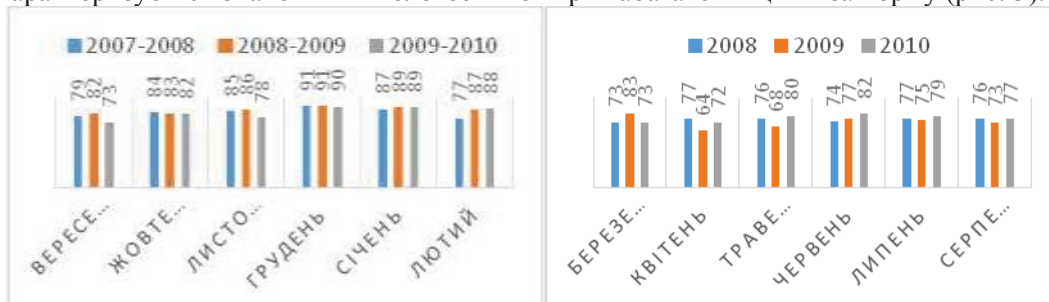 2007-2008 2008-2009 2009-2010
79 82 73 84 83 82 85 86 78 91 91 90 87 89 89 77 87 88
ВЕРЕСЕ... ЖОВТЕ... ЛИСТО... ГРУДЕНЬ СІЧЕНЬ ЛЮТИЙ
2008 2009 2010
73 83 73 77 64 72 76 68 80 74 77 82 77 75 79 76 73 77
БЕРЕЗЕ... КВІТЕНЬ ТРАВЕ... ЧЕРВЕНЬ ЛИПЕНЬ СЕРПЕ...